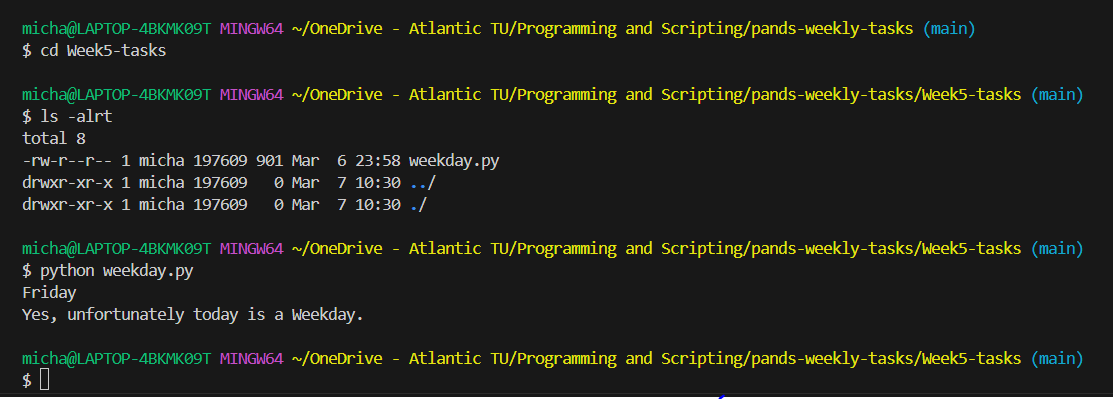 micha@LAPTOP-4BKMK09T MINGW64 ~/OneDrive - Atlantic TU/Programming and Scripting/pands-weekly-tasks (main)
$ cd Week5-tasks
micha@LAPTOP-4BKMK09T MINGW64 ~/OneDrive - Atlantic TU/Programming and Scripting/pands-weekly-tasks/Week5-tasks (main)
$ ls -alrt
total 8
-rw-r--r-- 1 micha 197609 901 Mar  6 23:58 weekday.py
drwxr-xr-x 1 micha 197609   0 Mar  7 10:30 ../
drwxr-xr-x 1 micha 197609   0 Mar  7 10:30 ./
micha@LAPTOP-4BKMK09T MINGW64 ~/OneDrive - Atlantic TU/Programming and Scripting/pands-weekly-tasks/Week5-tasks (main)
$ python weekday.py
Friday
Yes, unfortunately today is a Weekday.
micha@LAPTOP-4BKMK09T MINGW64 ~/OneDrive - Atlantic TU/Programming and Scripting/pands-weekly-tasks/Week5-tasks (main)
$